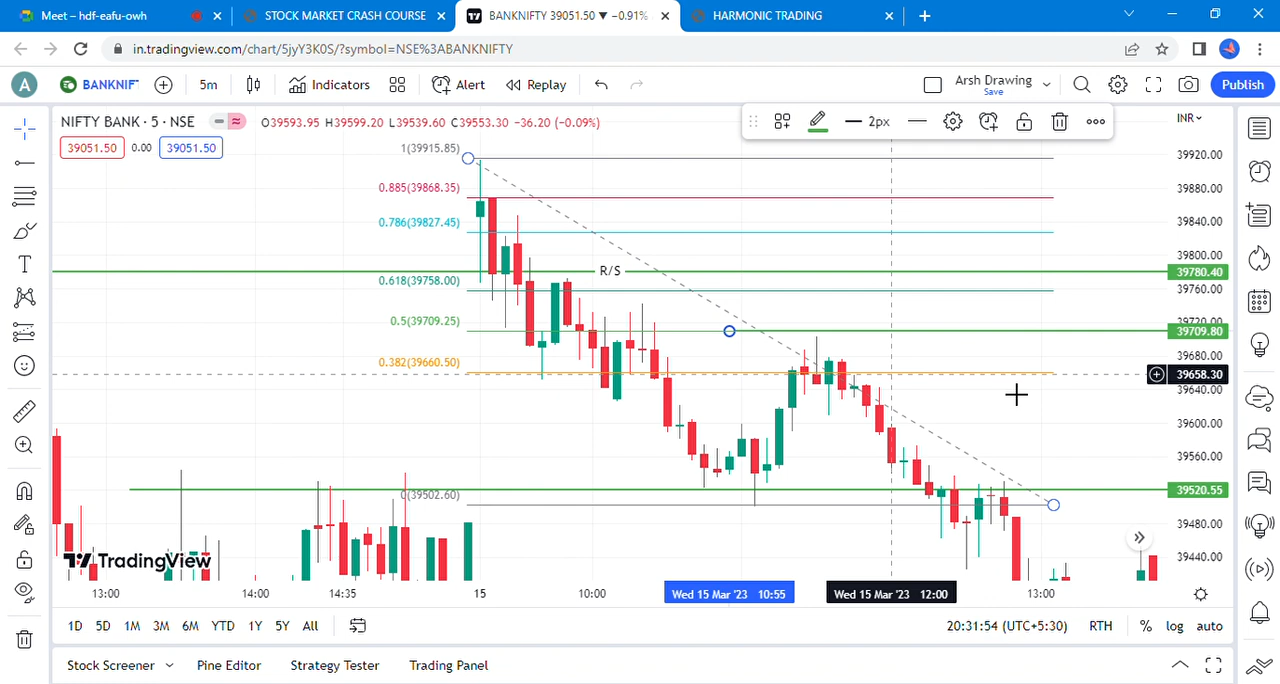 Meet – hdf-eafu-owh
STOCK MARKET CRASH COURSE
BANKNIFTY 39051.50 ▼ −0.91%
HARMONIC TRADING
in.tradingview.com/chart/5jyY3K0S/?symbol=NSE%3ABANKNIFTY
A
BANKNIF
5m
Indicators
Alert
Replay
Arsh Drawing
Save
Publish
NIFTY BANK · 5 · NSE
O39593.95 H39599.20 L39539.60 C39553.30 −36.20 (−0.09%)
2px
INR
39051.50
0.00
39051.50
1(39915.85)
0.885(39868.35)
0.786(39827.45)
R/S
0.618(39758.00)
0.5(39709.25)
0.382(39660.50)
0(39502.60)
39920.00
39880.00
39840.00
39800.00
39780.40
39760.00
39720.00
39709.80
39680.00
39658.30
39640.00
39600.00
39560.00
39520.55
39480.00
39440.00
TradingView
13:00
14:00
14:35
15
10:00
Wed 15 Mar '23 10:55
Wed 15 Mar '23 12:00
13:00
1D 5D 1M 3M 6M YTD 1Y 5Y All
20:31:54 (UTC+5:30)
RTH
% log auto
Stock Screener
Pine Editor
Strategy Tester
Trading Panel